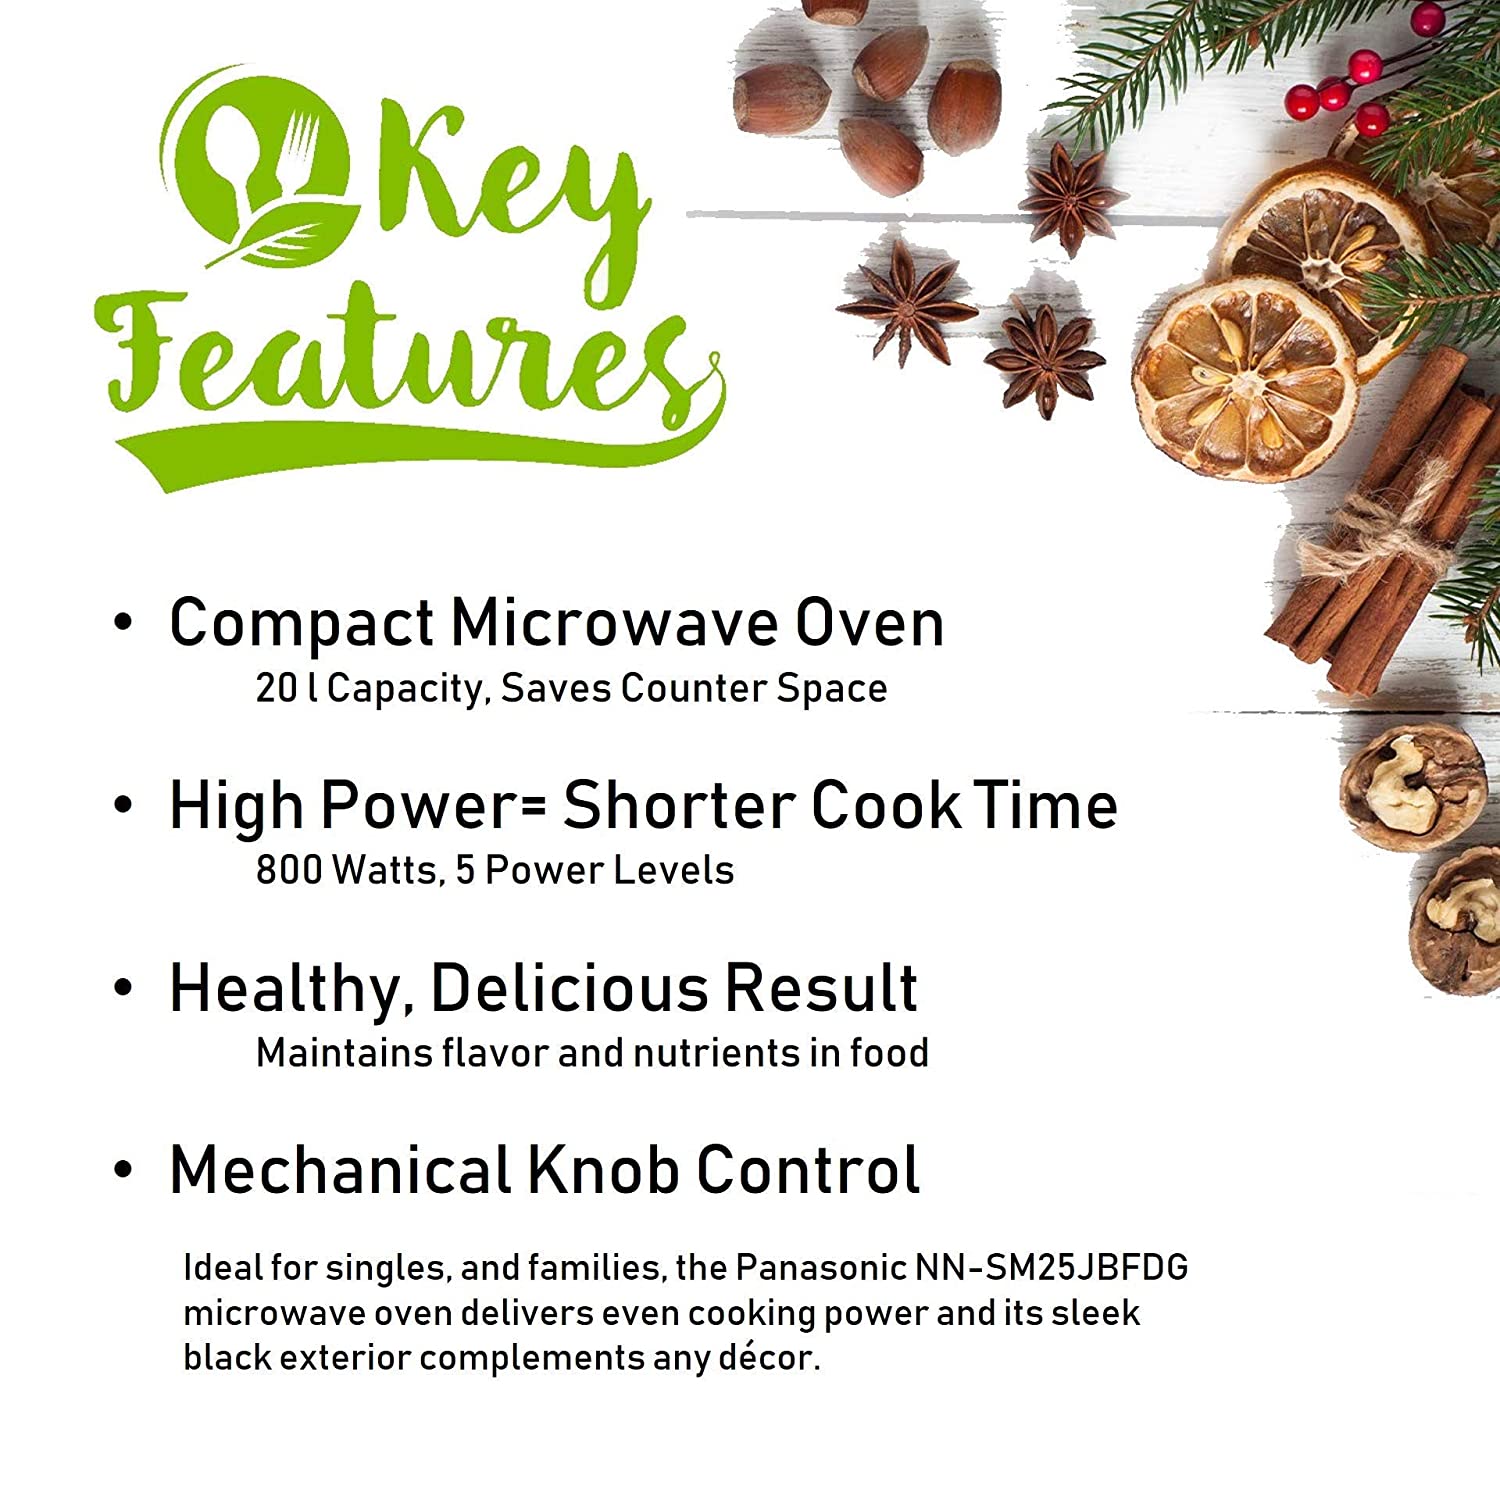 Key
Features
• Compact Microwave Oven
20 l Capacity, Saves Counter Space
• High Power= Shorter Cook Time
800 Watts, 5 Power Levels
• Healthy, Delicious Result
Maintains flavor and nutrients in food
• Mechanical Knob Control
Ideal for singles, and families, the Panasonic NN-SM25JBFDG
microwave oven delivers even cooking power and its sleek
black exterior complements any décor.